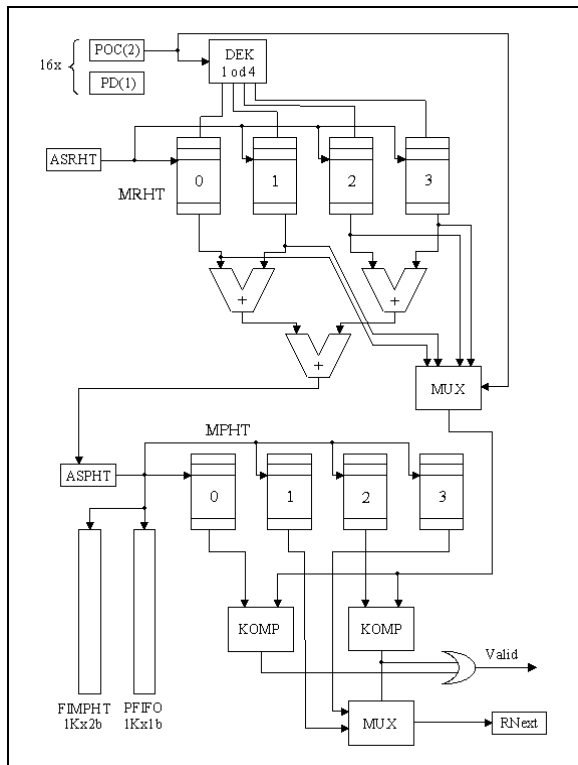 POC(2)
16x
PD(1)
DEK
1 od 4
ASRHT
0
1
2
3
MRHT
+
+
+
MUX
MPHT
ASPHT
0
1
2
3
KOMP
KOMP
Valid
FIMPHT
1Kx2b
PFIFO
1Kx1b
MUX
RNext